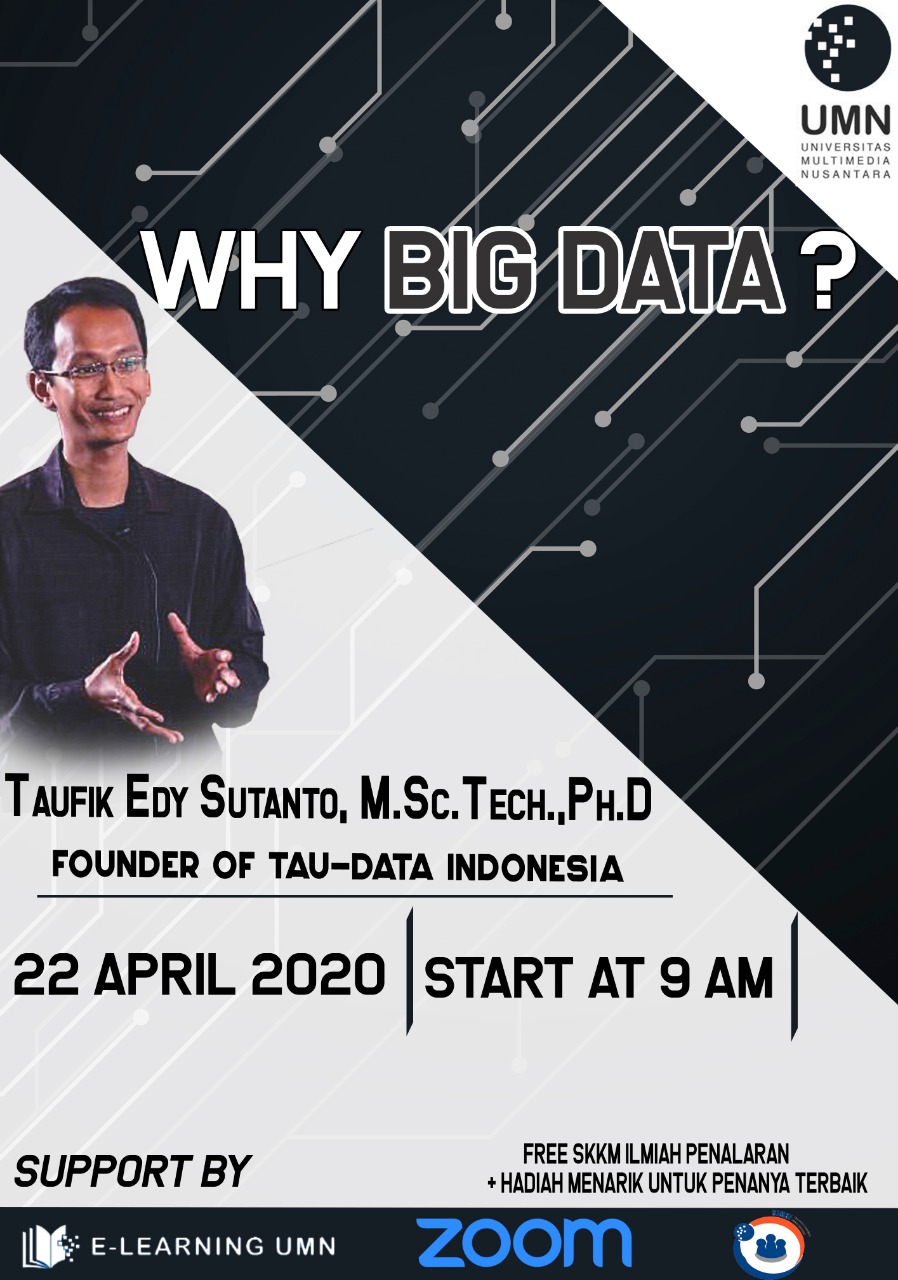 UMN
UNIVERSITAS
MULTIMEDIA
NUSANTARA
WHY BIG DATA ?
TAUFIK EDY SUTANTO, M.SC.TECH.,PH.D
FOUNDER OF TAU-DATA INDONESIA
22 APRIL 2020
START AT 9 AM
SUPPORT BY
FREE SKKM ILMIAH PENALARAN
+ HADIAH MENARIK UNTUK PENANYA TERBAIK
E-LEARNING UMN
zoom